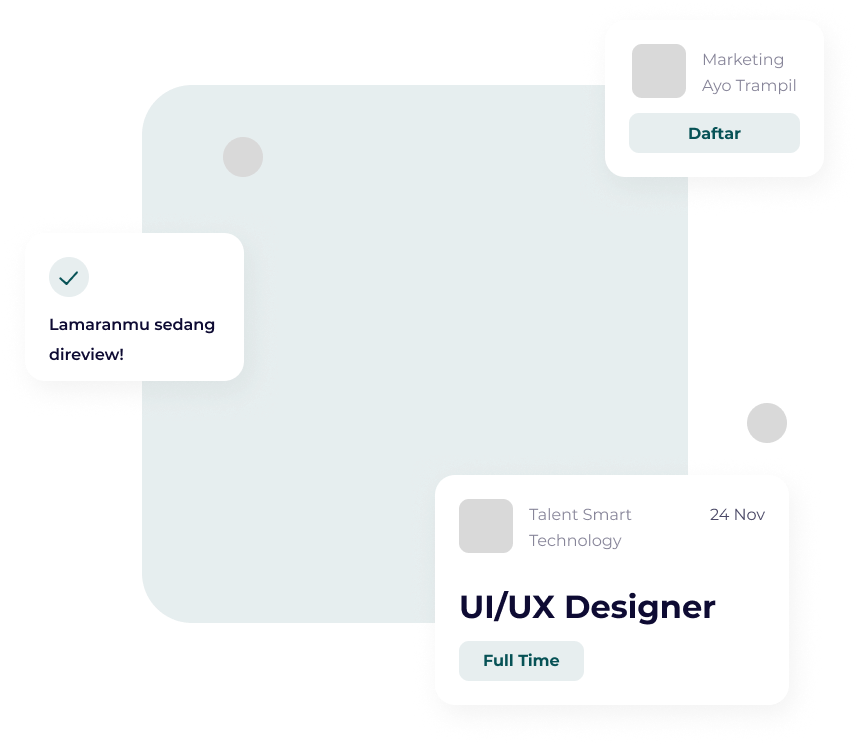 Marketing
Ayo Trampil
Daftar
Lamaranmu sedang
direview!
Talent Smart
Technology
24 Nov
UI/UX Designer
Full Time